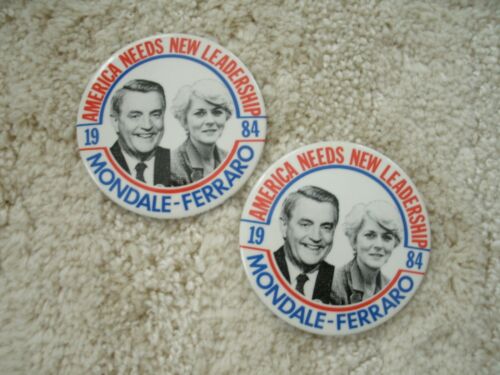 AMERICA NEEDS NEW LEADERSHIP
19 84
MONDALE-FERRARO
AMERICA NEEDS NEW LEADERSHIP
19 84
MONDALE-FERRARO